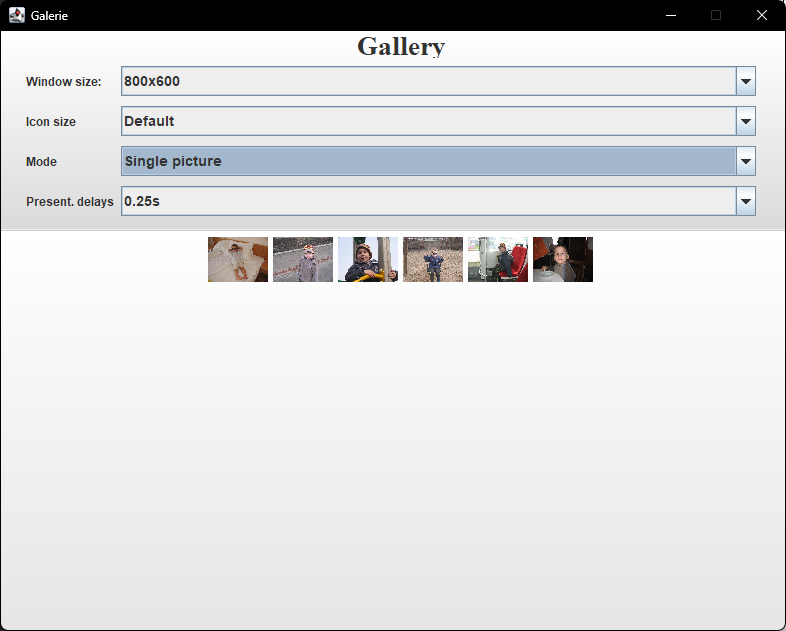 Galerie
Gallery
Window size: 800x600
Icon size Default
Mode Single picture
Present. delays 0.25s